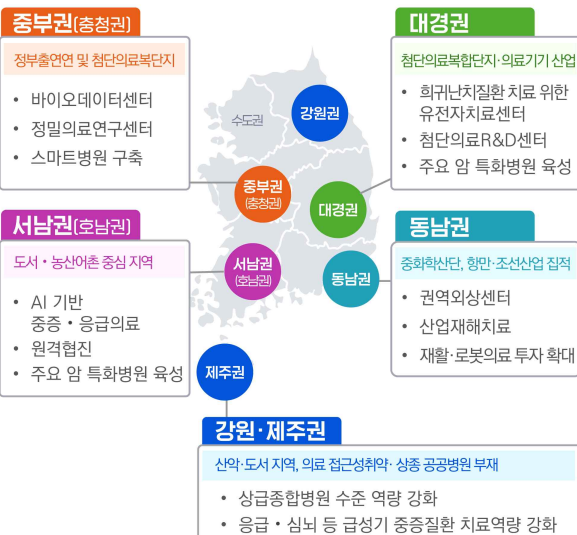 중부권(충청권)
정부출연연 및 첨단의료복단지
• 바이오데이터센터
• 정밀의료연구센터
• 스마트병원 구축
대경권
첨단의료복합단지·의료기기 산업
• 희귀난치질환 치료 위한
유전자치료센터
• 첨단의료R&D센터
• 주요 암 특화병원 육성
수도권
강원권
중부권
(충청권)
대경권
서남권
(호남권)
동남권
제주권
서남권(호남권)
도서・농산어촌 중심 지역
• AI 기반
중증・응급의료
• 원격협진
• 주요 암 특화병원 육성
동남권
중화학산단, 항만·조선산업 집적
• 권역외상센터
• 산업재해치료
• 재활·로봇의료 투자 확대
강원·제주권
산악·도서 지역, 의료 접근성취약· 상종 공공병원 부재
• 상급종합병원 수준 역량 강화
• 응급・심뇌 등 급성기 중증질환 치료역량 강화